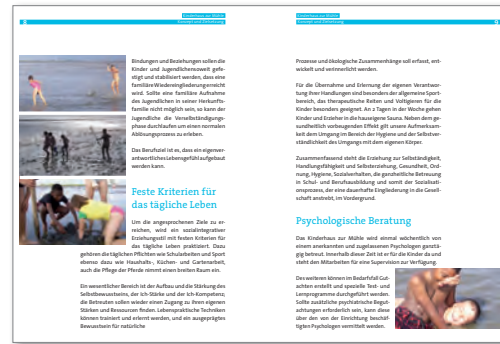 Kinderhaus zur Mühle
8 Konzept und Zielsetzung
Bindungen und Beziehungen sollen die
Kinder und Jugendlichensoweit gefe-
stigt und stabilisiert werden, dass eine
familiäre Wiedereingliederung erreicht
wird. Sollte eine familiäre Aufnahme
des Jugendlichen in seiner Herkunfts-
familie nicht möglich sein, so kann der
Jugendliche die Verselbständigungs-
phase durchlaufen um einen normalen
Ablösungsprozess zu erleben.
Das Berufsziel ist es, dass ein eigenver-
antwortliches Lebensgefühl aufgebaut
werden kann.
Feste Kriterien für
das tägliche Leben
Um die angesprochenen Ziele zu er-
reichen, wird ein sozialintegrativer
Erziehungsstil mit festen Kriterien für
das tägliche Leben praktiziert. Dazu
gehören die täglichen Pflichten wie Schularbeiten und Sport
ebenso dazu wie Haushalts-, Küchen- und Gartenarbeit,
auch die Pflege der Pferde nimmt einen breiten Raum ein.
Ein wesentlicher Bereich ist der Aufbau und die Stärkung des
Selbstbewusstseins, der Ich-Stärke und der Ich-Kompetenz;
die Betreuten sollen wieder einen Zugang zu ihren eigenen
Stärken und Ressourcen finden. Lebenspraktische Techniken
können trainiert und erlernt werden, und ein ausgeprägtes
Bewusstsein für natürliche
Kinderhaus zur Mühle
Konzept und Zielsetzung 9
Prozesse und ökologische Zusammenhänge soll erfasst, ent-
wickelt und verinnerlicht werden.
Für die Übernahme und Erlernung der eigenen Verantwor-
tung ihrer Handlungen sind besonders der allgemeine Sport-
bereich, das therapeutische Reiten und Voltigieren für die
Kinder besonders geeignet. An 2 Tagen in der Woche gehen
Kinder und Erzieher in die hauseigene Sauna. Neben dem ge-
sundheitlich vorbeugenden Effekt gilt unsere Aufmerksam-
keit dem Umgang im Bereich der Hygiene und der Selbstver-
ständlichkeit des Umgangs mit dem eigenen Körper.
Zusammenfassend steht die Erziehung zur Selbständigkeit,
Handlungsfähigkeit und Selbsterziehung, Gesundheit, Ord-
nung, Hygiene, Sozialverhalten, die ganzheitliche Betreuung
in Schul- und Berufsausbildung und somit der Sozialisati-
onsprozess, der eine dauerhafte Eingliederung in die Gesell-
schaft anstrebt, im Vordergrund.
Psychologische Beratung
Das Kinderhaus zur Mühle wird einmal wöchentlich von
einem anerkannten und zugelassenen Psychologen ganztä-
gig betreut. Innerhalb dieser Zeit ist er für die Kinder da und
steht den Mitarbeitern für eine Supervision zur Verfügung.
Des weiteren können im Bedarfsfall Gut-
achten erstellt und spezielle Test- und
Lernprogramme durchgeführt werden.
Sollte zusätzliche psychiatrische Begut-
achtungen erforderlich sein, kann diese
über den von der Einrichtung beschäf-
tigten Psychologen vermittelt werden.